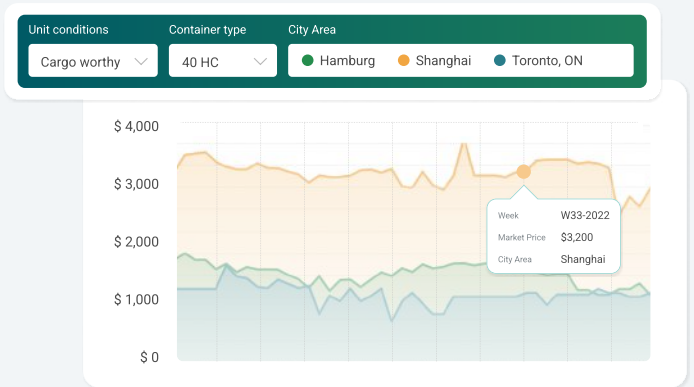 Unit conditions
Container type
City Area
Cargo worthy
40 HC
Hamburg
Shanghai
Toronto, ON
$ 4,000
$ 3,000
$ 2,000
$ 1,000
$ 0
Week W33-2022
Market Price $3,200
City Area Shanghai